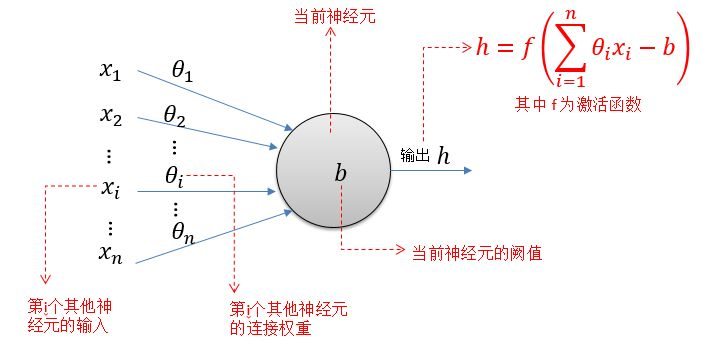 当前神经元
h = f(∑_{i=1}^{n} θ_i x_i − b)
其中 f 为激活函数
x_1 θ_1
x_2 θ_2
⋮ ...
x_i θ_i
b
输出 h
⋮ ...
x_n θ_n
当前神经元的阙值
第i个其他神
经元的输入
第i个其他神经元
的连接权重